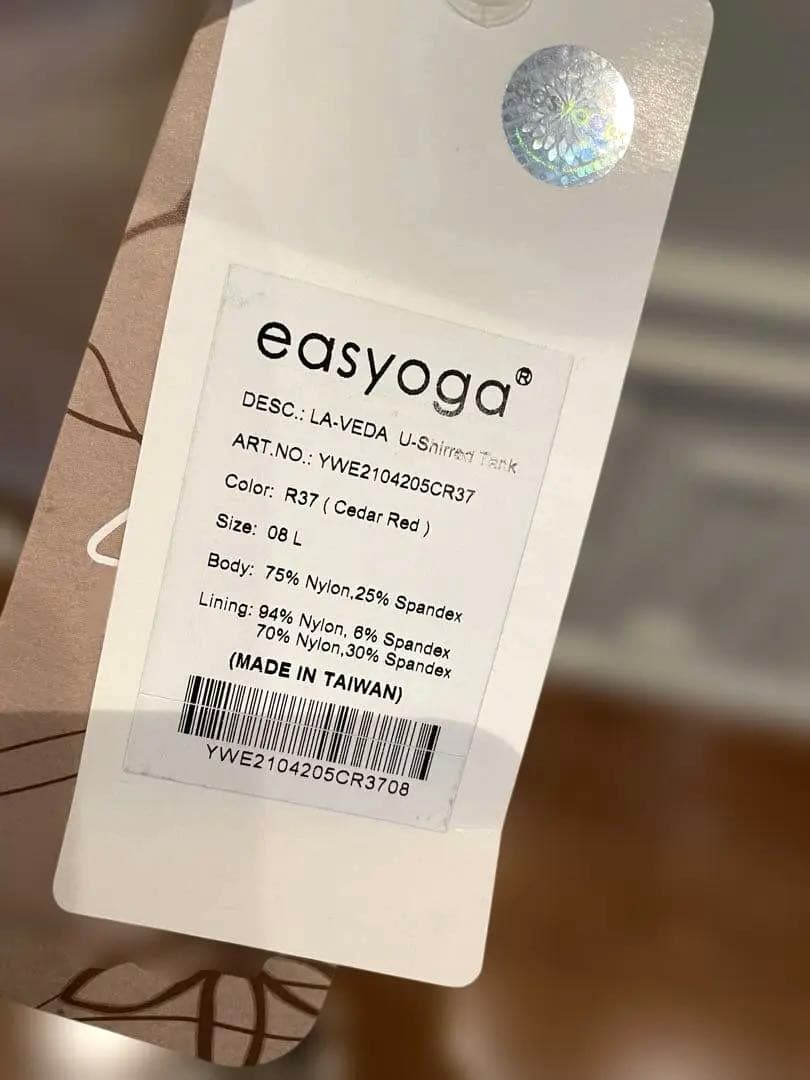 easyoga®
DESC.: LA-VEDA U-Shirred Tank
ART.NO.: YWE2104205CR37
Color: R37 ( Cedar Red )
Size: 08 L
Body: 75% Nylon,25% Spandex
Lining: 94% Nylon, 6% Spandex
70% Nylon,30% Spandex
(MADE IN TAIWAN)
YWE2104205CR3708